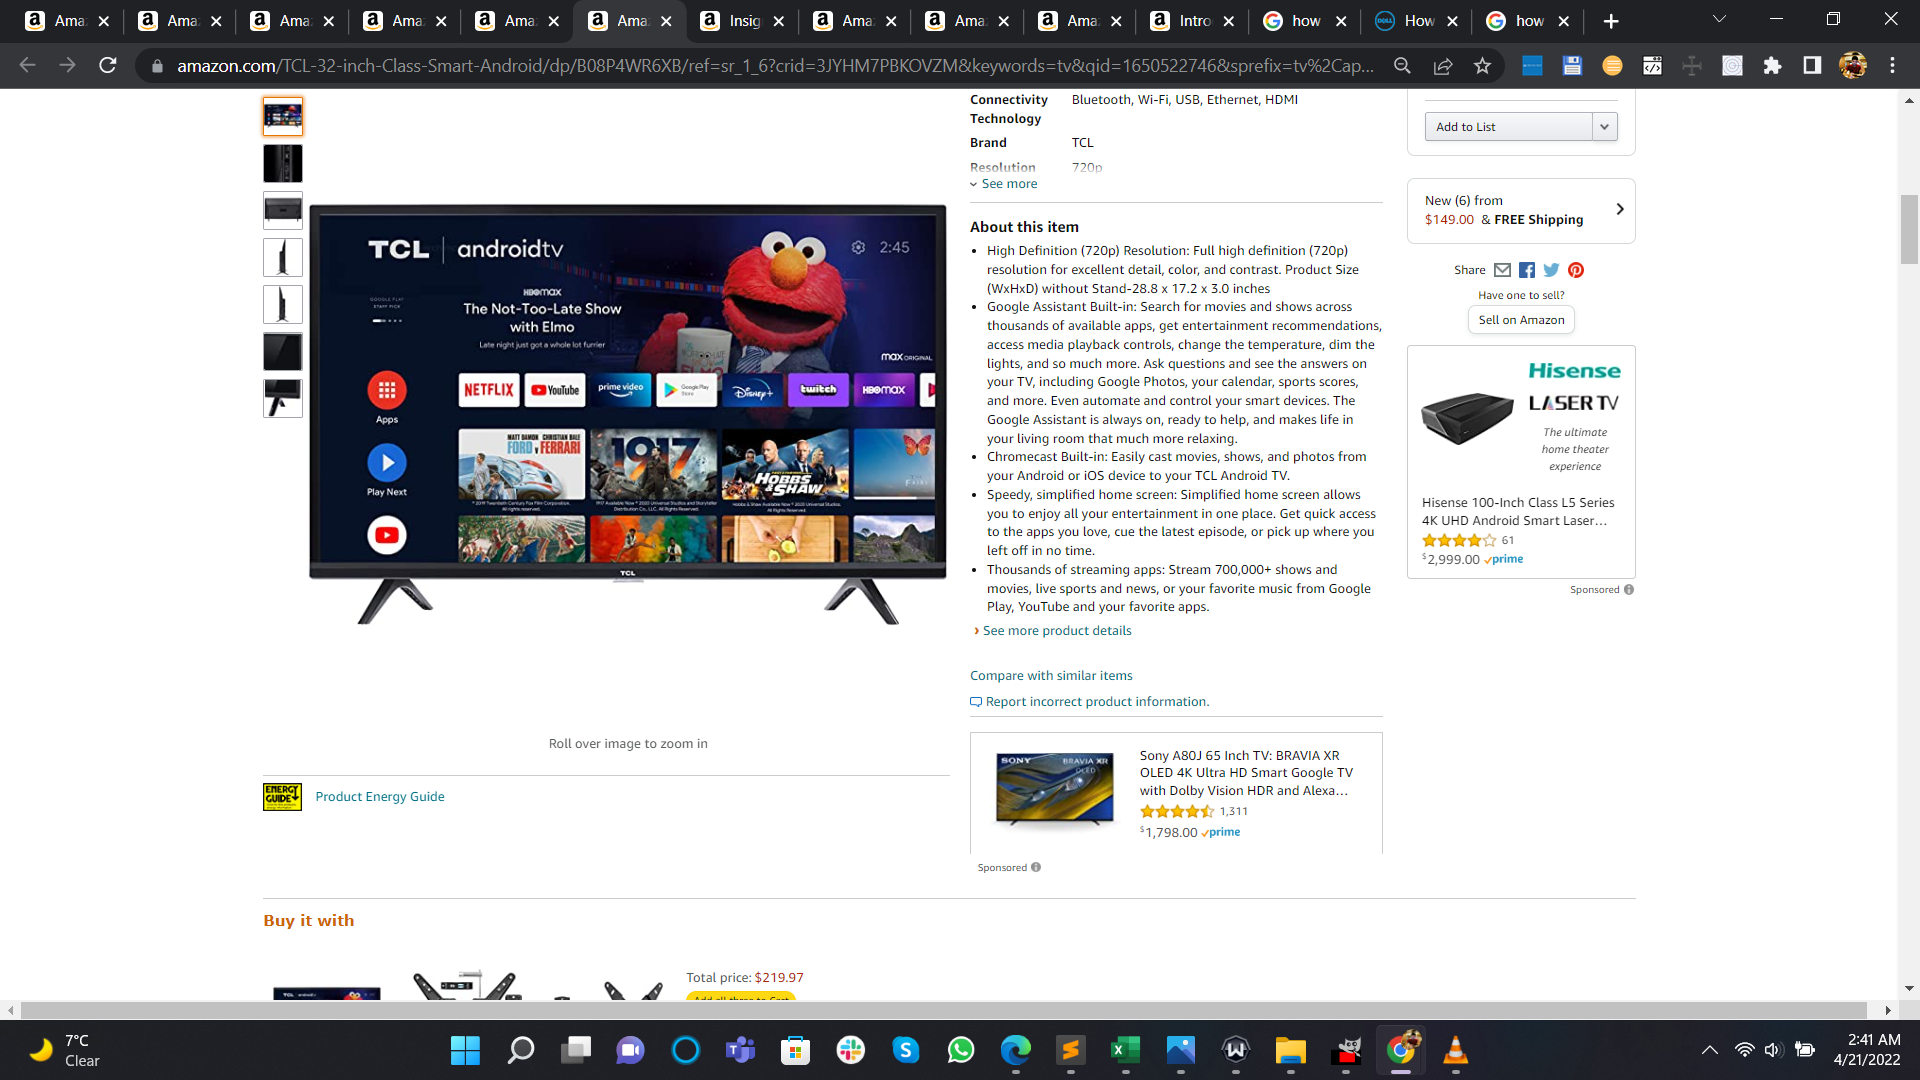 Ama
Ama
Ama
Ama
Ama
Ama
Insig
Ama
Ama
Ama
Intro
how
How
how
amazon.com/TCL-32-inch-Class-Smart-Android/dp/B08P4WR6XB/ref=sr_1_6?crid=3JYHM7PBKOVZM&keywords=tv&qid=1650522746&sprefix=tv%2Cap...
Connectivity Technology
Bluetooth, Wi-Fi, USB, Ethernet, HDMI
Brand
TCL
Resolution
720p
See more
About this item
High Definition (720p) Resolution: Full high definition (720p)
resolution for excellent detail, color, and contrast. Product Size
(WxHxD) without Stand-28.8 x 17.2 x 3.0 inches
Google Assistant Built-in: Search for movies and shows across
thousands of available apps, get entertainment recommendations,
access media playback controls, change the temperature, dim the
lights, and so much more. Ask questions and see the answers on
your TV, including Google Photos, your calendar, sports scores,
and more. Even automate and control your smart devices. The
Google Assistant is always on, ready to help, and makes life in
your living room that much more relaxing.
Chromecast Built-in: Easily cast movies, shows, and photos from
your Android or iOS device to your TCL Android TV.
Speedy, simplified home screen: Simplified home screen allows
you to enjoy all your entertainment in one place. Get quick access
to the apps you love, cue the latest episode, or pick up where you
left off in no time.
Thousands of streaming apps: Stream 700,000+ shows and
movies, live sports and news, or your favorite music from Google
Play, YouTube and your favorite apps.
See more product details
Compare with similar items
Report incorrect product information.
SONY
BRAVIA XR
OLED
Sony A80J 65 Inch TV: BRAVIA XR
OLED 4K Ultra HD Smart Google TV
with Dolby Vision HDR and Alexa...
1,311
$1,798.00 prime
Sponsored
TCL androidtv
2:45
GOOGLE PLAY
STAFF PICK
HBOMAX
The Not-Too-Late Show
with Elmo
Late night just got a whole lot furrier
max ORIGINAL
Apps
NETFLIX
YouTube
prime video
Google Play
Store
Disney+
twitch
HBOMAX
Play Next
MATT DAMON CHRISTIAN BALE
FORD v FERRARI
1917
HOBBS
& SHAW
TCL
Roll over image to zoom in
ENERGY
GUIDE
Product Energy Guide
Add to List
New (6) from
$149.00 & FREE Shipping
Share
Have one to sell?
Sell on Amazon
Hisense
LASER TV
The ultimate
home theater
experience
Hisense 100-Inch Class L5 Series
4K UHD Android Smart Laser...
61
$2,999.00 prime
Sponsored
Buy it with
Total price: $219.97
Add all three to Cart
7°C
Clear
2:41 AM
4/21/2022